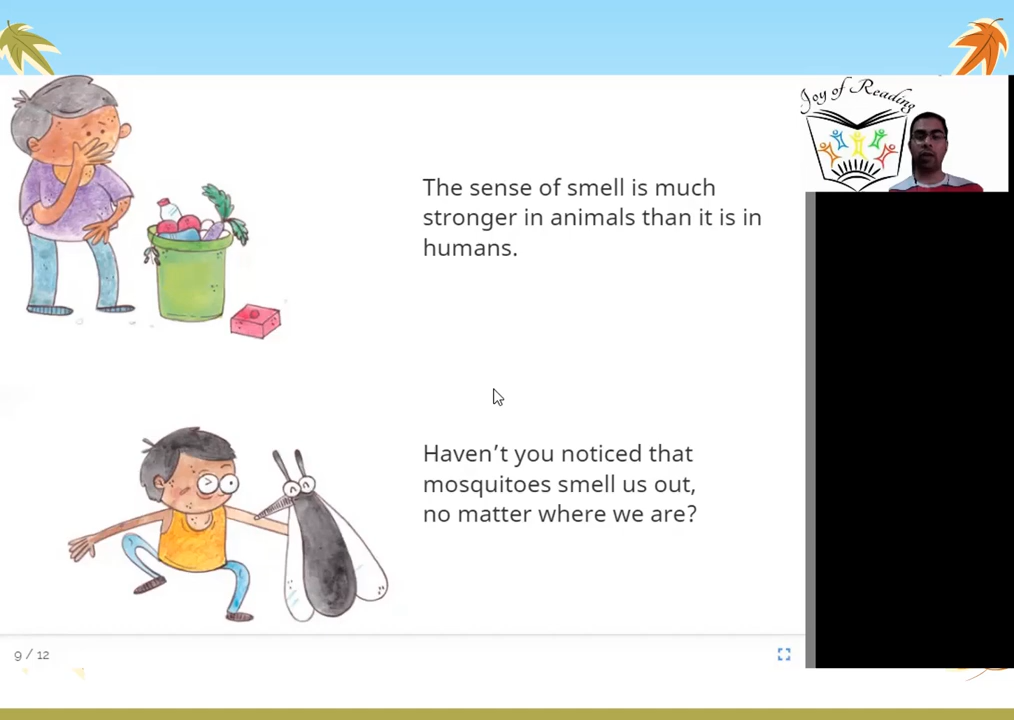 Joy of Reading
The sense of smell is much
stronger in animals than it is in
humans.
Haven’t you noticed that
mosquitoes smell us out,
no matter where we are?
9 / 12